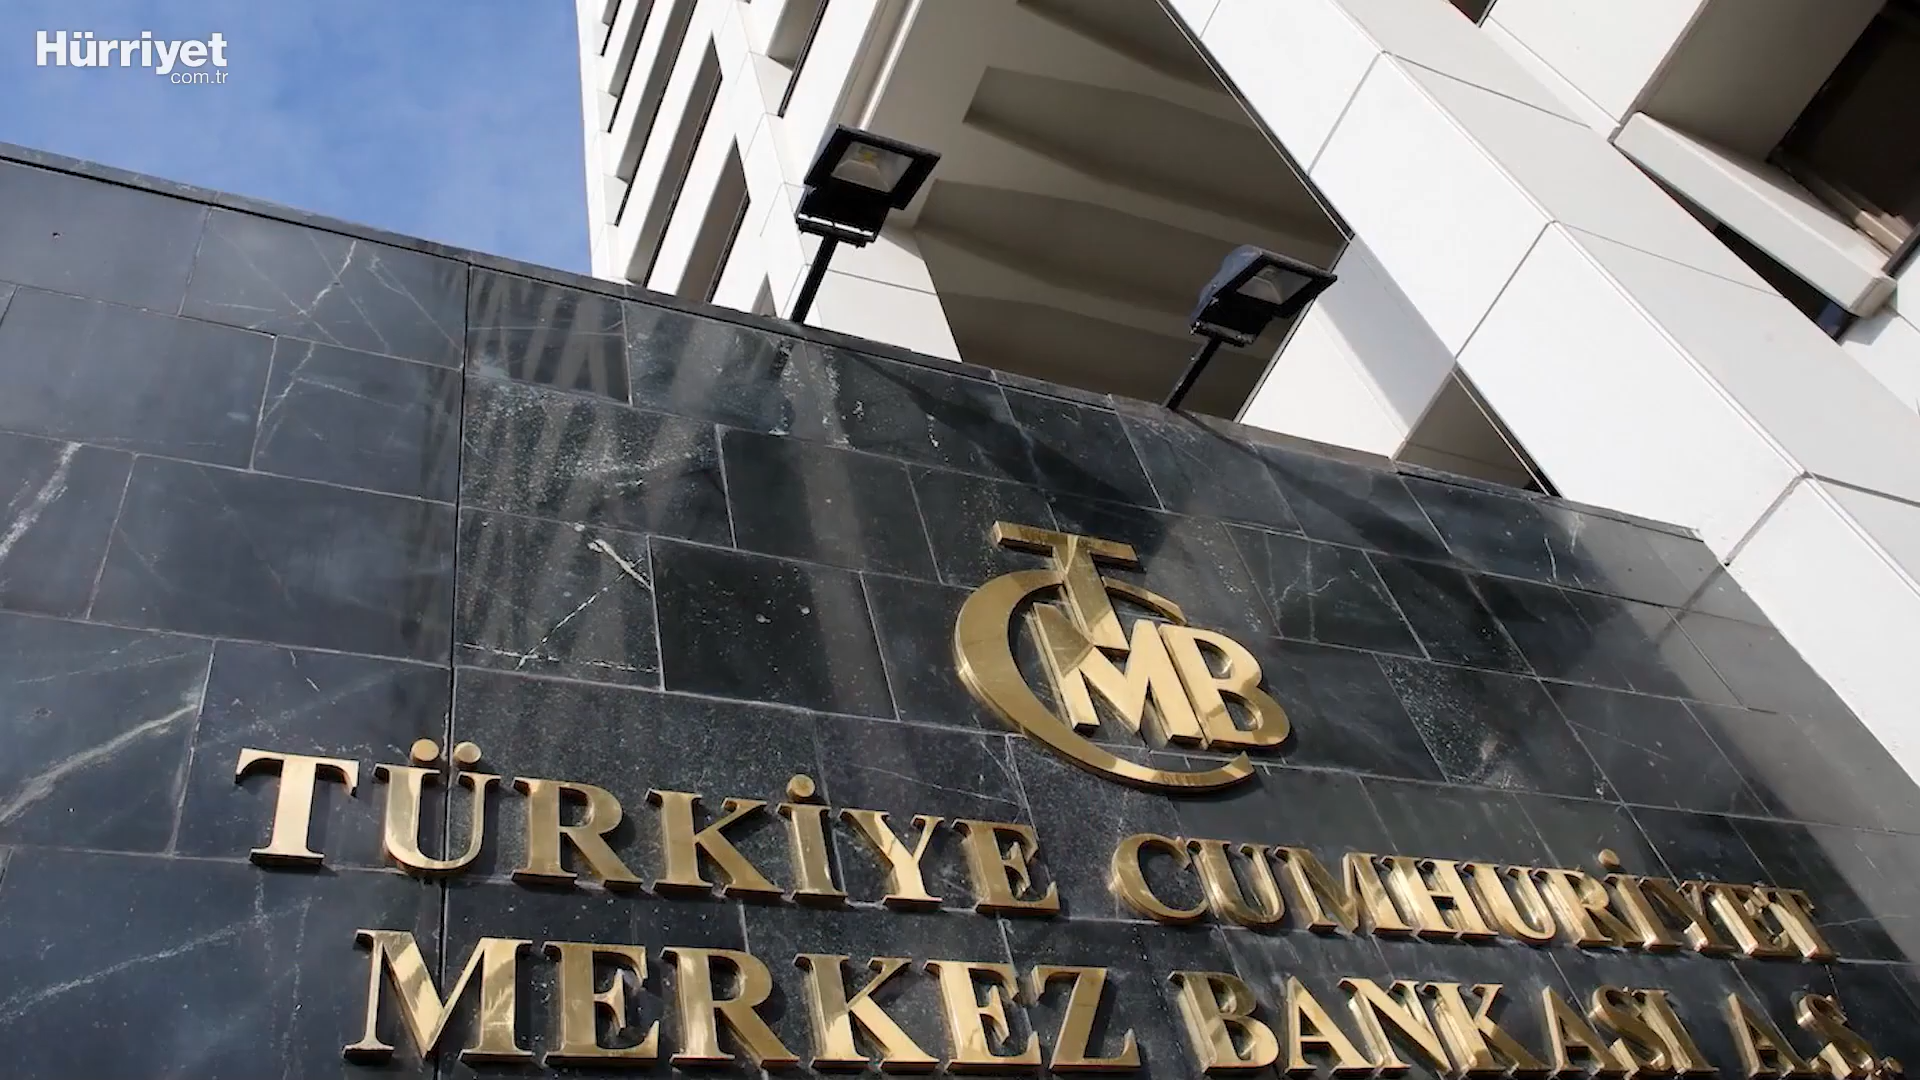 Hürriyet
com.tr
TCMB
TÜRKİYE CUMHURİYET
MERKEZ BANKASI A.Ş.